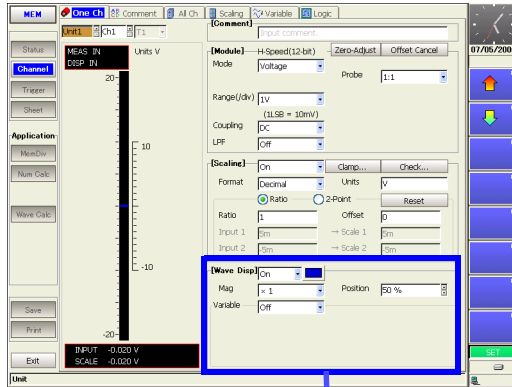 MEM One Ch Comment All Ch Scaling Variable Logic
Unit1 Ch1 T1
[Comment]
Input comment.
Status
Channel
Trigger
Sheet
Application
MemDiv
Num Calc
Wave Calc
Save
Print
Exit
MEAS IN Units V
DISP IN
20
10
-10
-20
INPUT -0.020 V
SCALE -0.020 V
[Module] H-Speed(12-bit) Zero-Adjust Offset Cancel
Mode Voltage
Probe 1:1
Range(/div) 1V
(1LSB = 10mV)
Coupling DC
LPF Off
[Scaling] On Clamp... Check...
Format Decimal Units V
Ratio 2-Point Reset
Ratio 1 Offset 0
Input 1 5m → Scale 1 5m
Input 2 -5m → Scale 2 -5m
[Wave Disp] On
Mag × 1 Position 50 %
Variable Off
07/05/200
SET
Unit